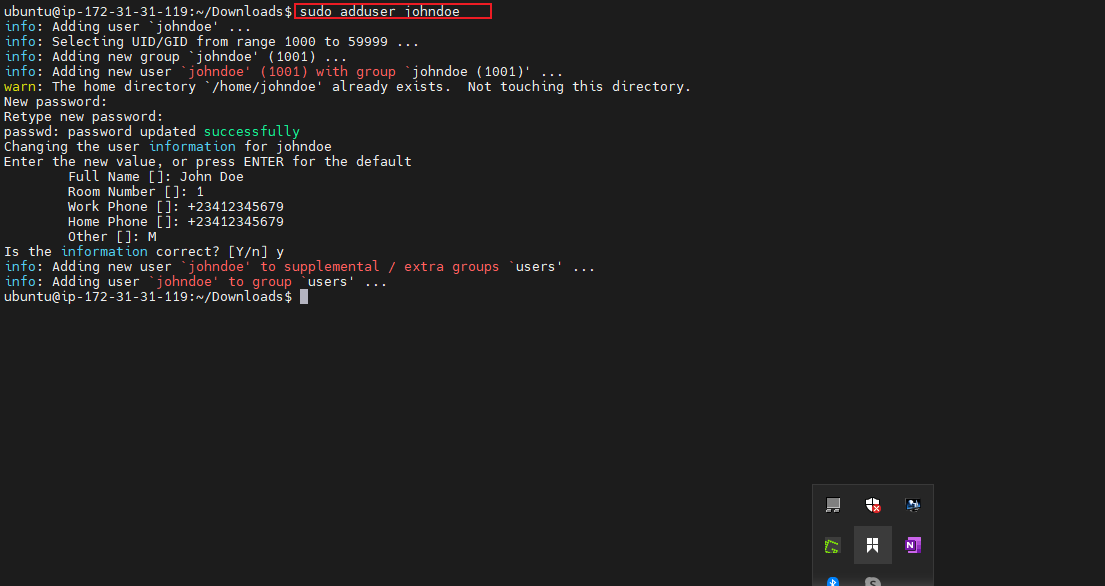 ubuntu@ip-172-31-31-119:~/Downloads$ sudo adduser johndoe
info: Adding user `johndoe' ...
info: Selecting UID/GID from range 1000 to 59999 ...
info: Adding new group `johndoe' (1001) ...
info: Adding new user `johndoe' (1001) with group `johndoe (1001)' ...
warn: The home directory `/home/johndoe' already exists.  Not touching this directory.
New password:
Retype new password:
passwd: password updated successfully
Changing the user information for johndoe
Enter the new value, or press ENTER for the default
        Full Name []: John Doe
        Room Number []: 1
        Work Phone []: +23412345679
        Home Phone []: +23412345679
        Other []: M
Is the information correct? [Y/n] y
info: Adding new user `johndoe' to supplemental / extra groups `users' ...
info: Adding user `johndoe' to group `users' ...
ubuntu@ip-172-31-31-119:~/Downloads$
N
S